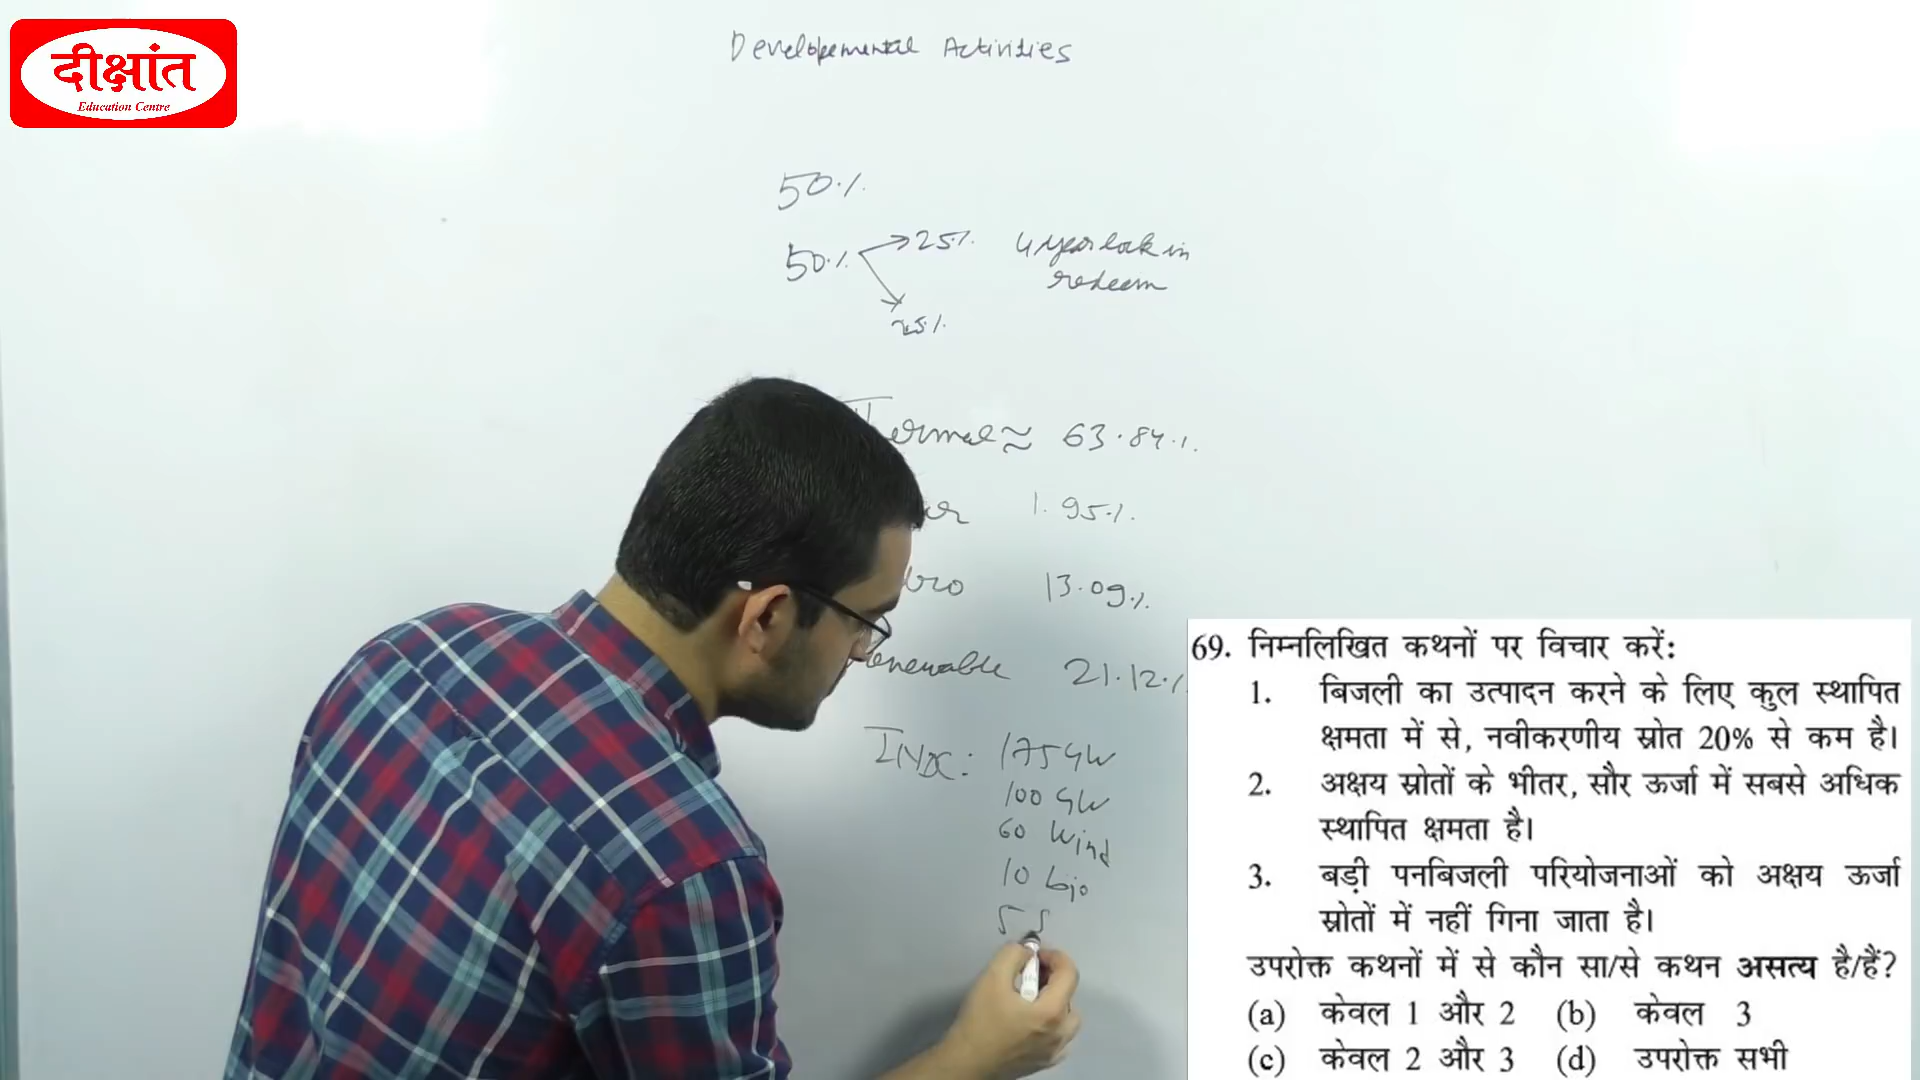 दीक्षांत
Education Centre
Developemental Activities
50%
50% 25% 4 year lock in
redeem
25%
ermal ≈ 63.84%
ar 1.95%
dro 13.09%
enewable 21.12%
INDC: 175 GW
100 GW
60 Wind
10 bio
5 S
69. निम्नलिखित कथनों पर विचार करें:
1. बिजली का उत्पादन करने के लिए कुल स्थापित
क्षमता में से, नवीकरणीय स्रोत 20% से कम है।
2. अक्षय स्रोतों के भीतर, सौर ऊर्जा में सबसे अधिक
स्थापित क्षमता है।
3. बड़ी पनबिजली परियोजनाओं को अक्षय ऊर्जा
स्रोतों में नहीं गिना जाता है।
उपरोक्त कथनों में से कौन सा/से कथन असत्य है/हैं?
(a) केवल 1 और 2 (b) केवल 3
(c) केवल 2 और 3 (d) उपरोक्त सभी